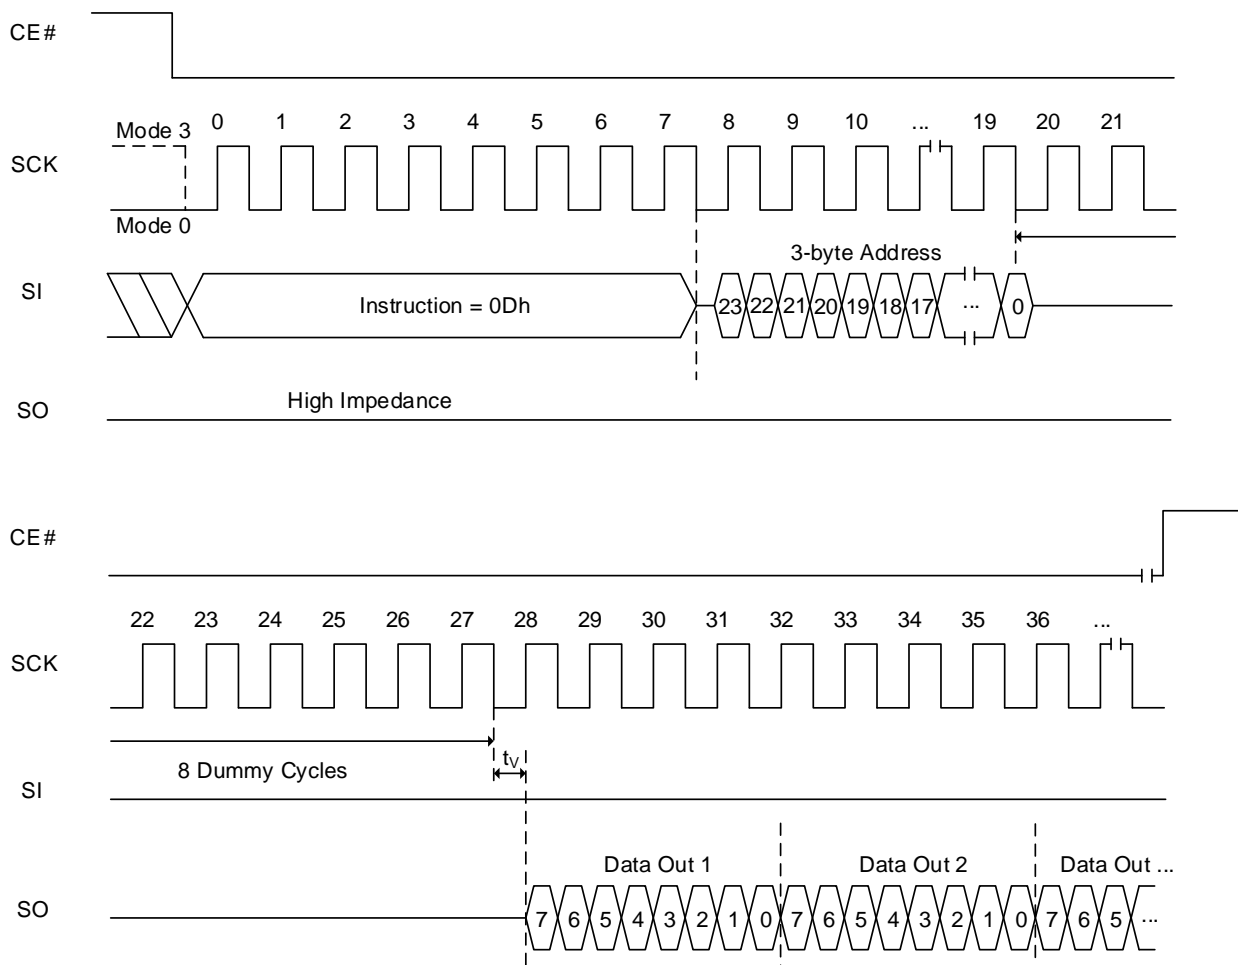 CE#
Mode 3 0 1 2 3 4 5 6 7 8 9 10 ... 19 20 21
SCK
Mode 0
3-byte Address
SI
Instruction = 0Dh 23 22 21 20 19 18 17 ... 0
High Impedance
SO
CE#
22 23 24 25 26 27 28 29 30 31 32 33 34 35 36 ...
SCK
8 Dummy Cycles tV
SI
Data Out 1 Data Out 2 Data Out ...
SO 7 6 5 4 3 2 1 0 7 6 5 4 3 2 1 0 7 6 5 ...